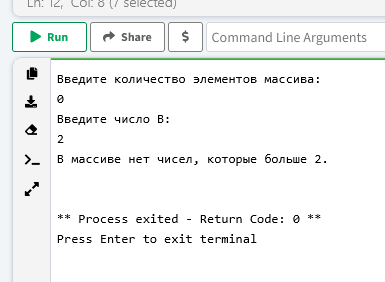 Ln: 12, Col: 8 (7 selected)
Run Share $ Command Line Arguments
Введите количество элементов массива:
0
Введите число B:
2
В массиве нет чисел, которые больше 2.
** Process exited - Return Code: 0 **
Press Enter to exit terminal